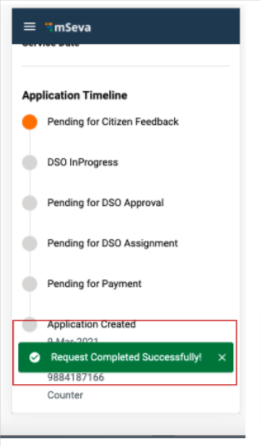 mSeva
Service Date
Application Timeline
Pending for Citizen Feedback
DSO InProgress
Pending for DSO Approval
Pending for DSO Assignment
Pending for Payment
Application Created
9-Mar-2021
Request Completed Successfully!
9884187166
Counter